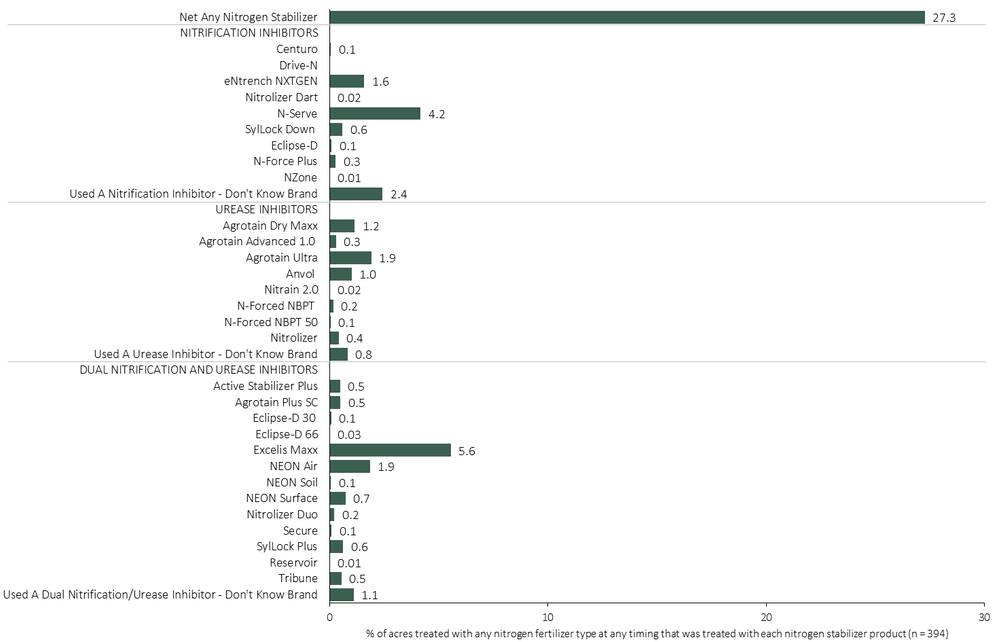 Net Any Nitrogen Stabilizer 27.3
NITRIFICATION INHIBITORS
Centuro 0.1
Drive-N
eNtrench NXTGEN 1.6
Nitrolizer Dart 0.02
N-Serve 4.2
SylLock Down 0.6
Eclipse-D 0.1
N-Force Plus 0.3
NZone 0.01
Used A Nitrification Inhibitor - Don't Know Brand 2.4
UREASE INHIBITORS
Agrotain Dry Maxx 1.2
Agrotain Advanced 1.0 0.3
Agrotain Ultra 1.9
Anvol 1.0
Nitrain 2.0 0.02
N-Forced NBPT 0.2
N-Forced NBPT 50 0.1
Nitrolizer 0.4
Used A Urease Inhibitor - Don't Know Brand 0.8
DUAL NITRIFICATION AND UREASE INHIBITORS
Active Stabilizer Plus 0.5
Agrotain Plus SC 0.5
Eclipse-D 30 0.1
Eclipse-D 66 0.03
Excelis Maxx 5.6
NEON Air 1.9
NEON Soil 0.1
NEON Surface 0.7
Nitrolizer Duo 0.2
Secure 0.1
SylLock Plus 0.6
Reservoir 0.01
Tribune 0.5
Used A Dual Nitrification/Urease Inhibitor - Don't Know Brand 1.1
0 10 20 30
% of acres treated with any nitrogen fertilizer type at any timing that was treated with each nitrogen stabilizer product (n = 394)